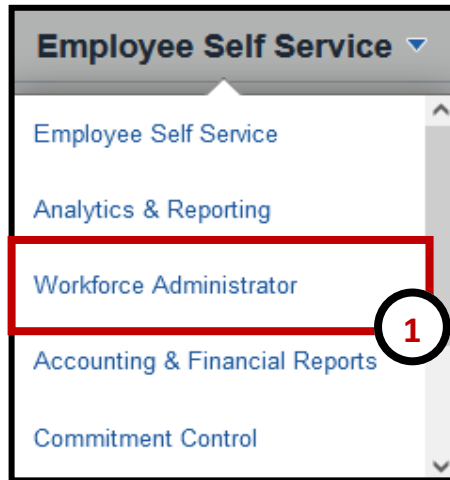 Employee Self Service
Employee Self Service
Analytics & Reporting
Workforce Administrator
1
Accounting & Financial Reports
Commitment Control